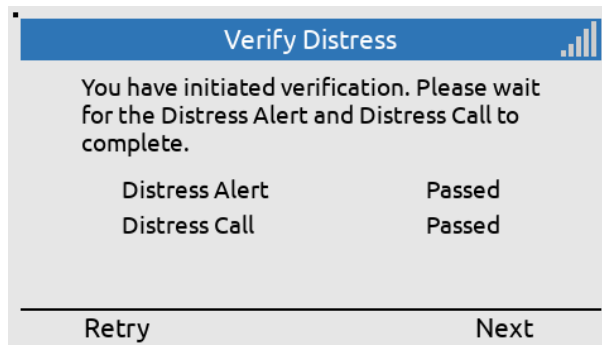 Verify Distress
You have initiated verification. Please wait
for the Distress Alert and Distress Call to
complete.
Distress Alert Passed
Distress Call Passed
Retry Next